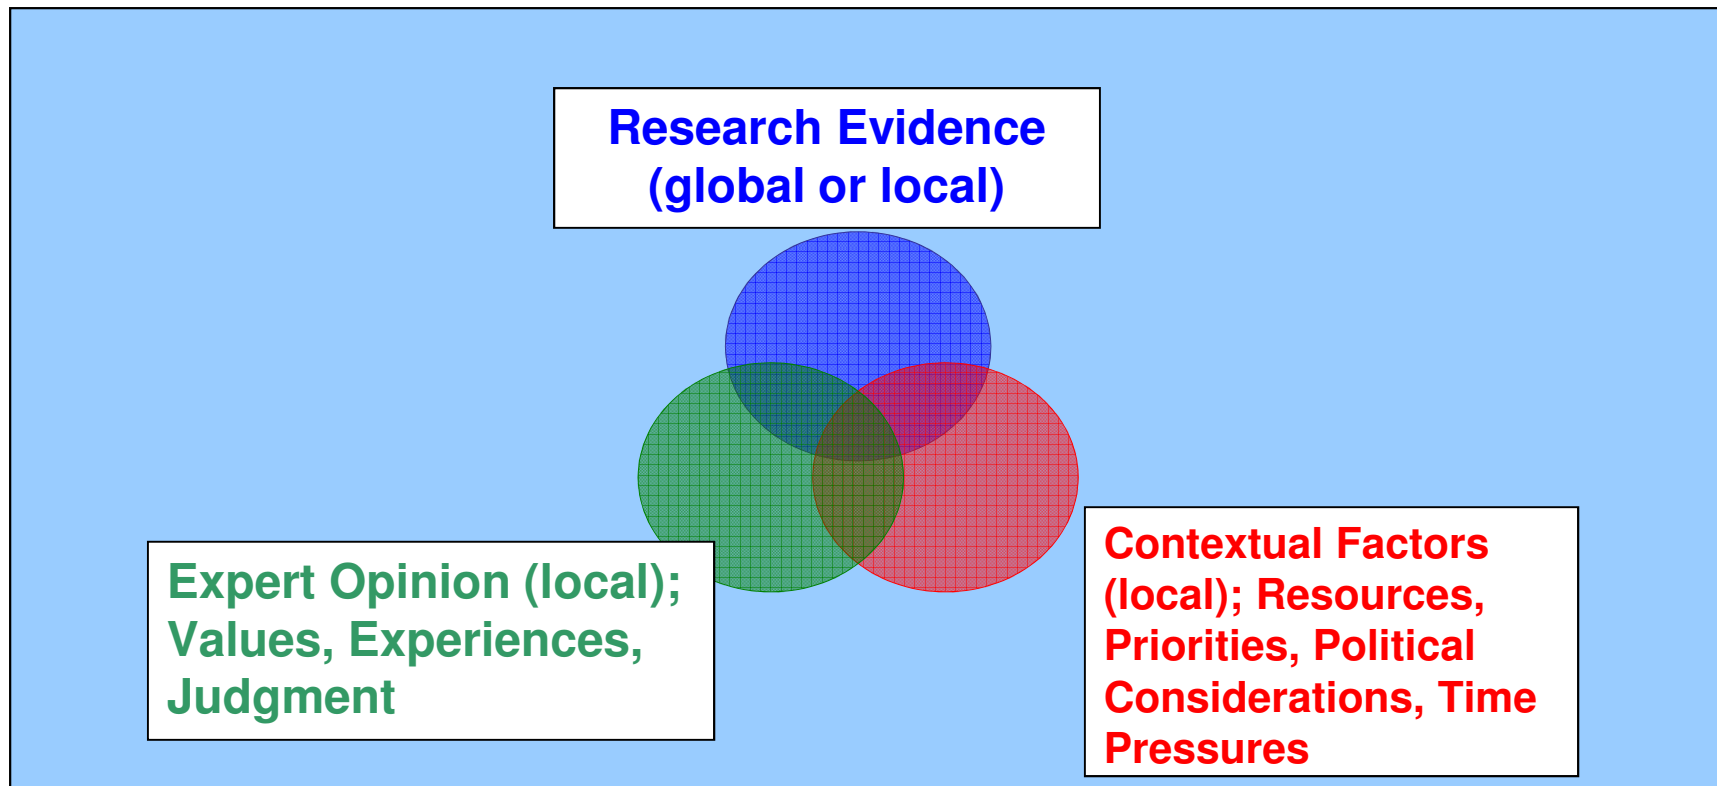 Research Evidence
(global or local)
Expert Opinion (local);
Values, Experiences,
Judgment
Contextual Factors
(local); Resources,
Priorities, Political
Considerations, Time
Pressures